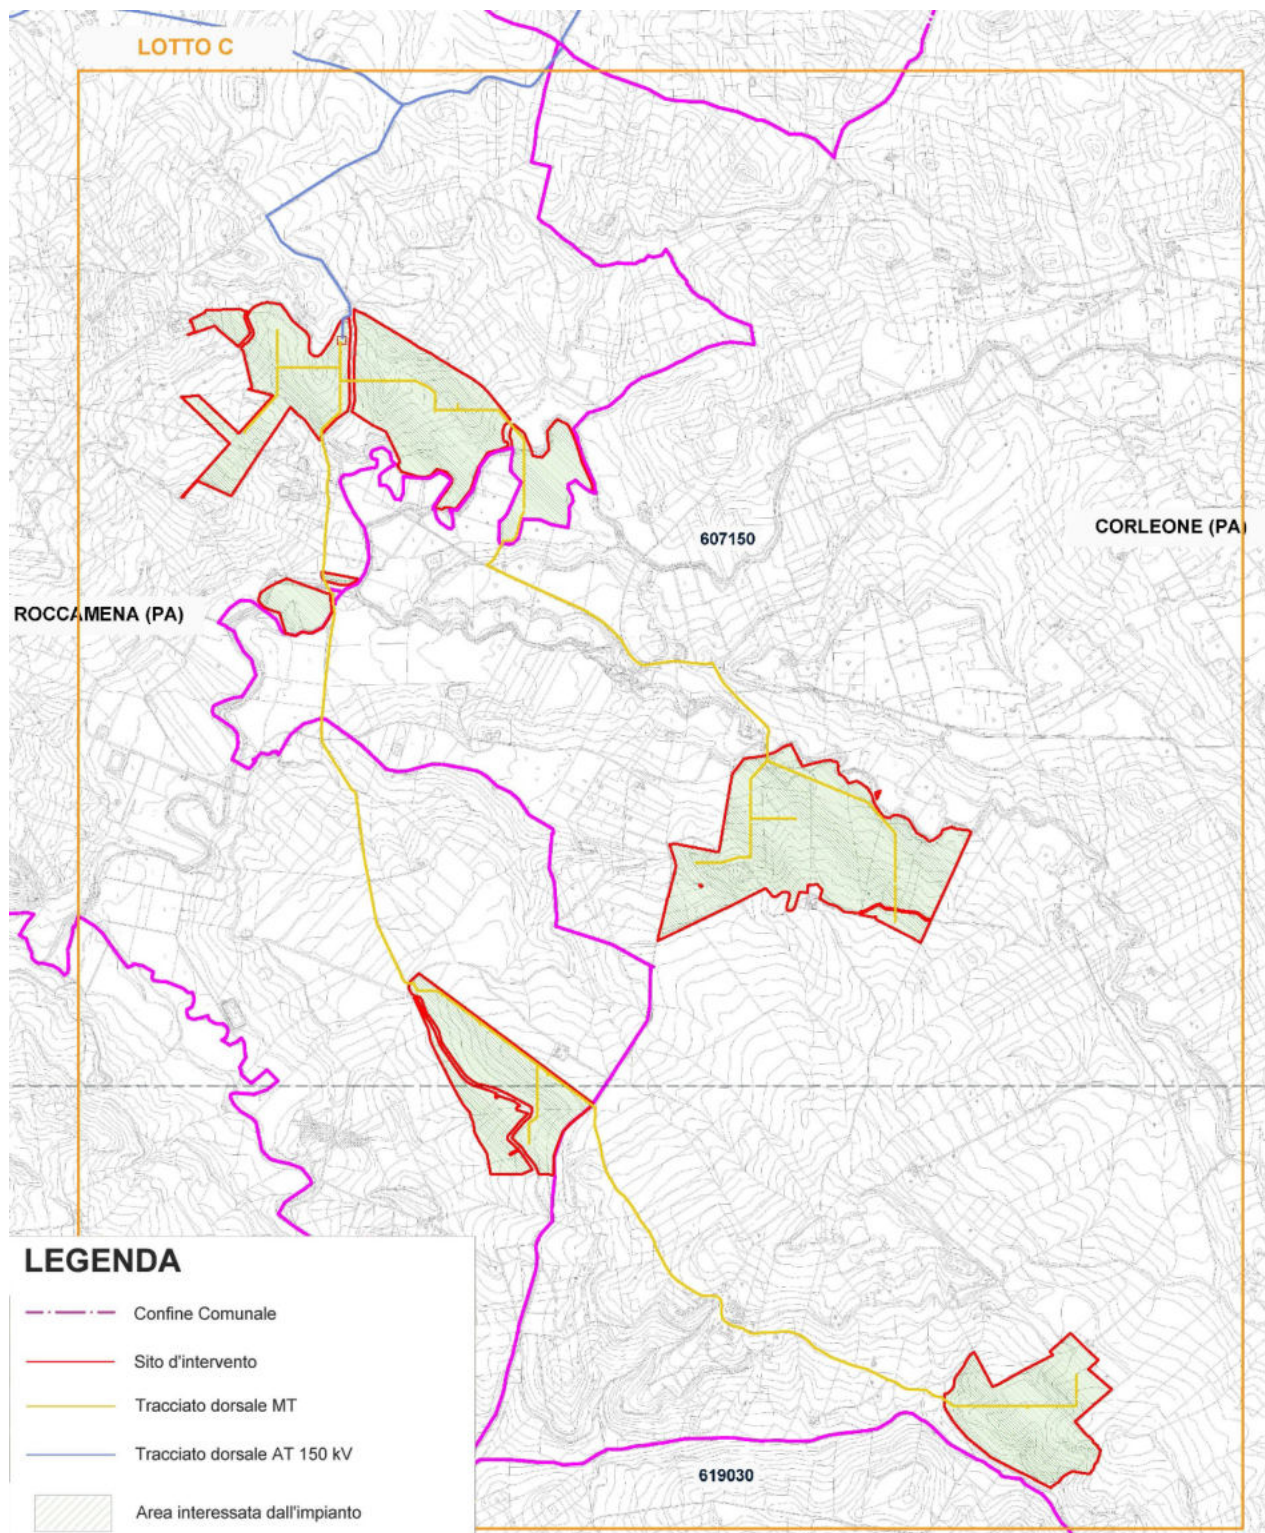 LOTTO C
607150
CORLEONE (PA)
ROCCAMENA (PA)
LEGENDA
Confine Comunale
Sito d'intervento
Tracciato dorsale MT
Tracciato dorsale AT 150 kV
Area interessata dall'impianto
619030